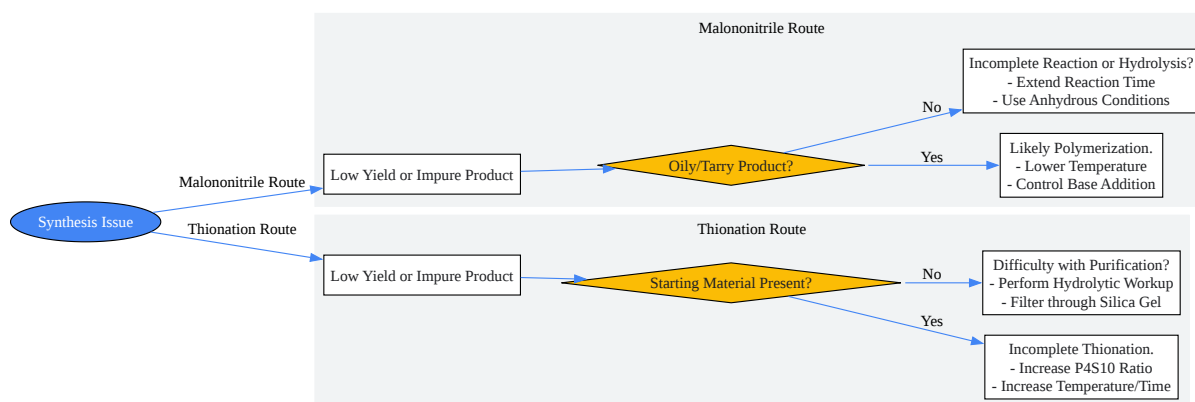 Malononitrile Route
Incomplete Reaction or Hydrolysis?
- Extend Reaction Time
- Use Anhydrous Conditions
No
Likely Polymerization.
- Lower Temperature
- Control Base Addition
Yes
Oily/Tarry Product?
Low Yield or Impure Product
Malononitrile Route
Synthesis Issue
Thionation Route
Thionation Route
Low Yield or Impure Product
Starting Material Present?
No
Difficulty with Purification?
- Perform Hydrolytic Workup
- Filter through Silica Gel
Yes
Incomplete Thionation.
- Increase P4S10 Ratio
- Increase Temperature/Time